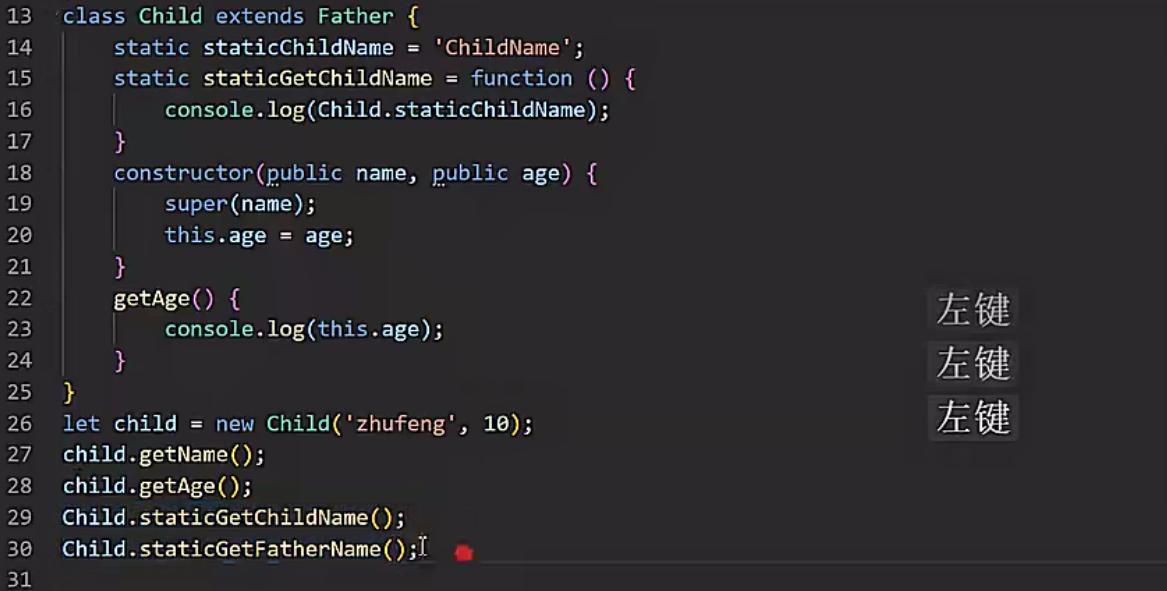 13 class Child extends Father {
14 static staticChildName = 'ChildName';
15 static staticGetChildName = function () {
16 console.log(Child.staticChildName);
17 }
18 constructor(public name, public age) {
19 super(name);
20 this.age = age;
21 }
22 getAge() {
23 console.log(this.age);
24 }
25 }
26 let child = new Child('zhufeng', 10);
27 child.getName();
28 child.getAge();
29 Child.staticGetChildName();
30 Child.staticGetFatherName();
31
左键
左键
左键